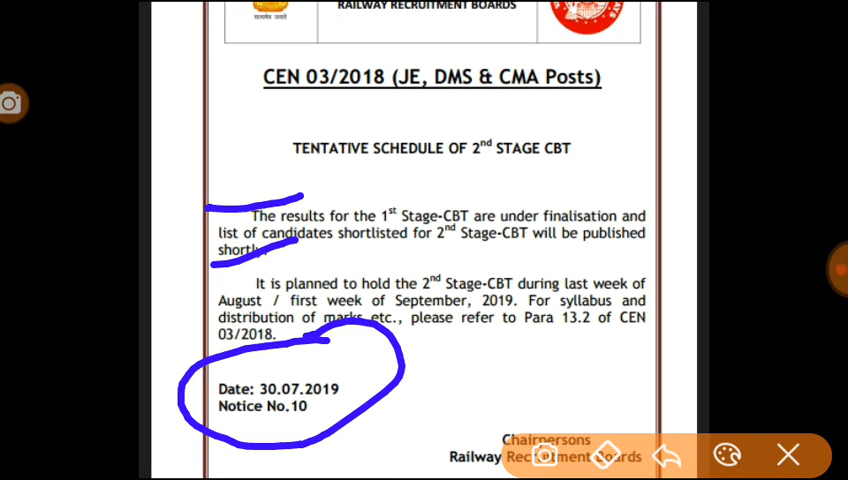 सत्यमेव जयते
RAILWAY RECRUITMENT BOARDS
CEN 03/2018 (JE, DMS & CMA Posts)
TENTATIVE SCHEDULE OF 2nd STAGE CBT
The results for the 1st Stage-CBT are under finalisation and
list of candidates shortlisted for 2nd Stage-CBT will be published
shortly.
It is planned to hold the 2nd Stage-CBT during last week of
August / first week of September, 2019. For syllabus and
distribution of marks etc., please refer to Para 13.2 of CEN
03/2018.
Date: 30.07.2019
Notice No.10
Chairpersons
Railway Recruitment Boards